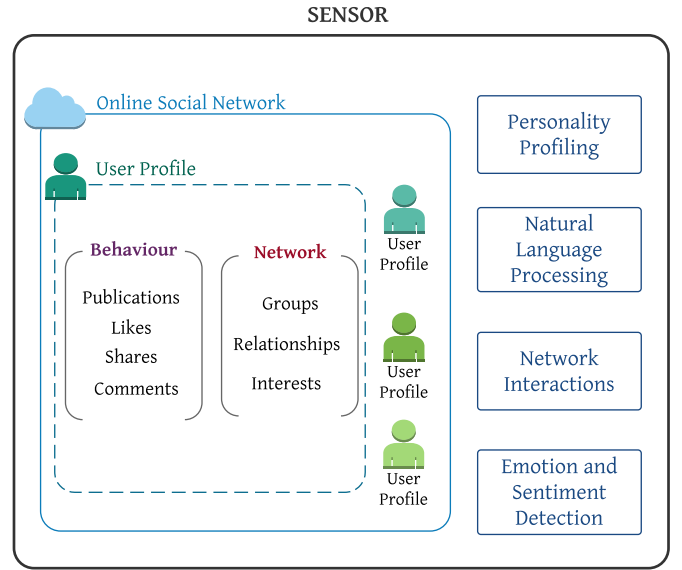 SENSOR
Online Social Network
User Profile
Behaviour
Publications
Likes
Shares
Comments
Network
Groups
Relationships
Interests
User
Profile
User
Profile
User
Profile
Personality
Profiling
Natural
Language
Processing
Network
Interactions
Emotion and
Sentiment
Detection